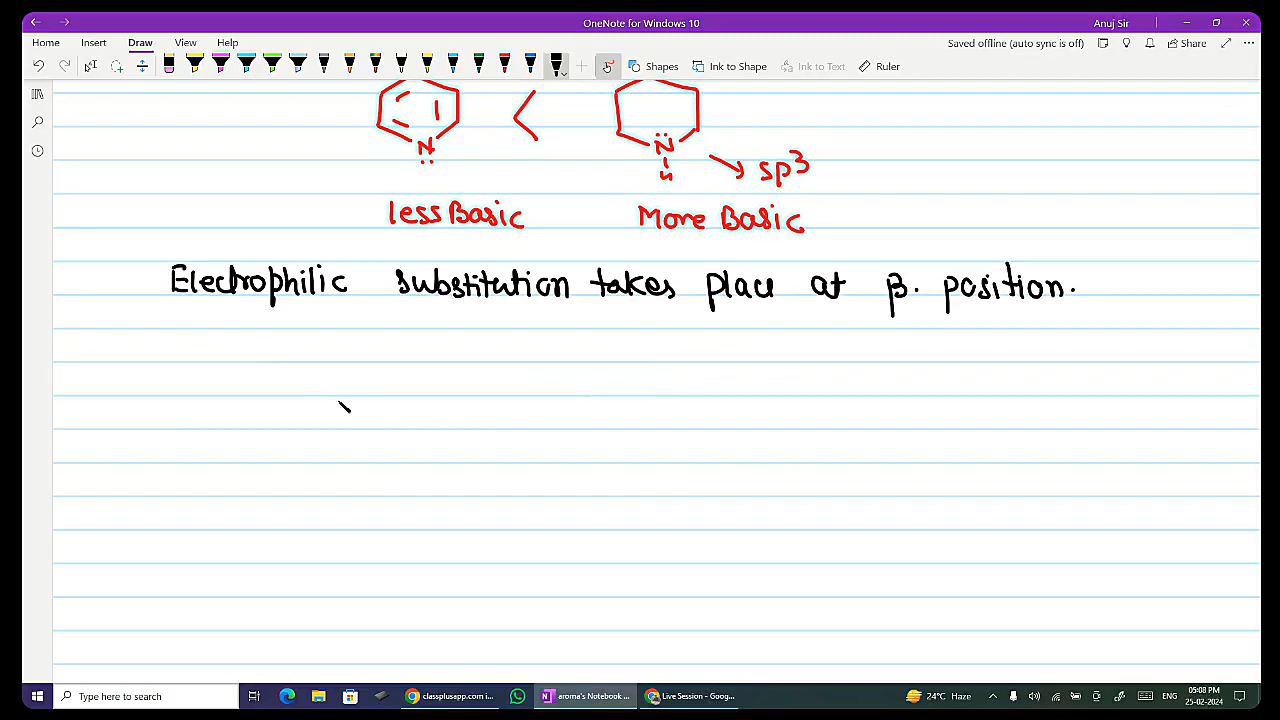 OneNote for Windows 10
Anuj Sir
Home Insert Draw View Help
Saved offline (auto sync is off)
Share
Shapes
Ink to Shape
Ink to Text
Ruler
N
<
N
H
sp3
less Basic
More Basic
Electrophilic substitution takes place at β. position.
Type here to search
classplusapp.com i...
aroma's Notebook ...
Live Session - Goog...
24°C Haze
05:08 PM
25-02-2024